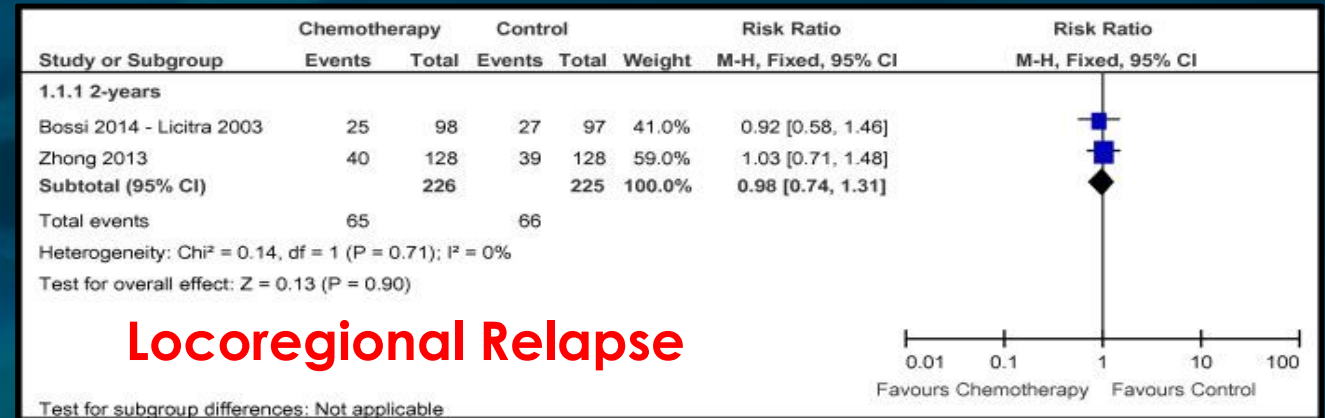 Chemotherapy Control Risk Ratio Risk Ratio
Study or Subgroup Events Total Events Total Weight M-H, Fixed, 95% CI M-H, Fixed, 95% CI
1.1.1 2-years
Bossi 2014 - Licitra 2003 25 98 27 97 41.0% 0.92 [0.58, 1.46]
Zhong 2013 40 128 39 128 59.0% 1.03 [0.71, 1.48]
Subtotal (95% CI) 226 225 100.0% 0.98 [0.74, 1.31]
Total events 65 66
Heterogeneity: Chi² = 0.14, df = 1 (P = 0.71); I² = 0%
Test for overall effect: Z = 0.13 (P = 0.90)
Locoregional Relapse
0.01 0.1 1 10 100
Favours Chemotherapy Favours Control
Test for subgroup differences: Not applicable